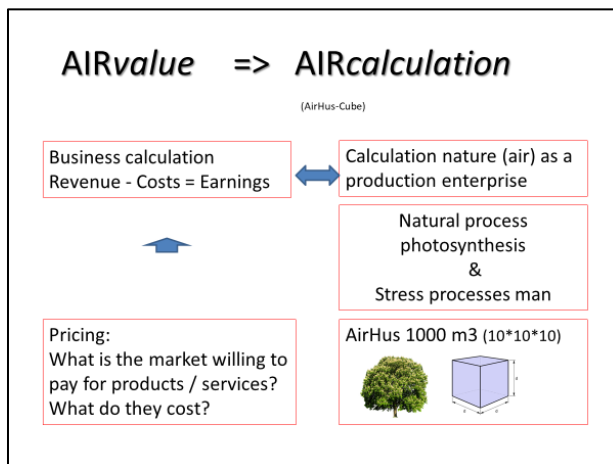 AIRvalue => AIRcalculation
(AirHus-Cube)
Business calculation
Revenue - Costs = Earnings
Calculation nature (air) as a
production enterprise
Natural process
photosynthesis
&
Stress processes man
Pricing:
What is the market willing to
pay for products / services?
What do they cost?
AirHus 1000 m3 (10*10*10)